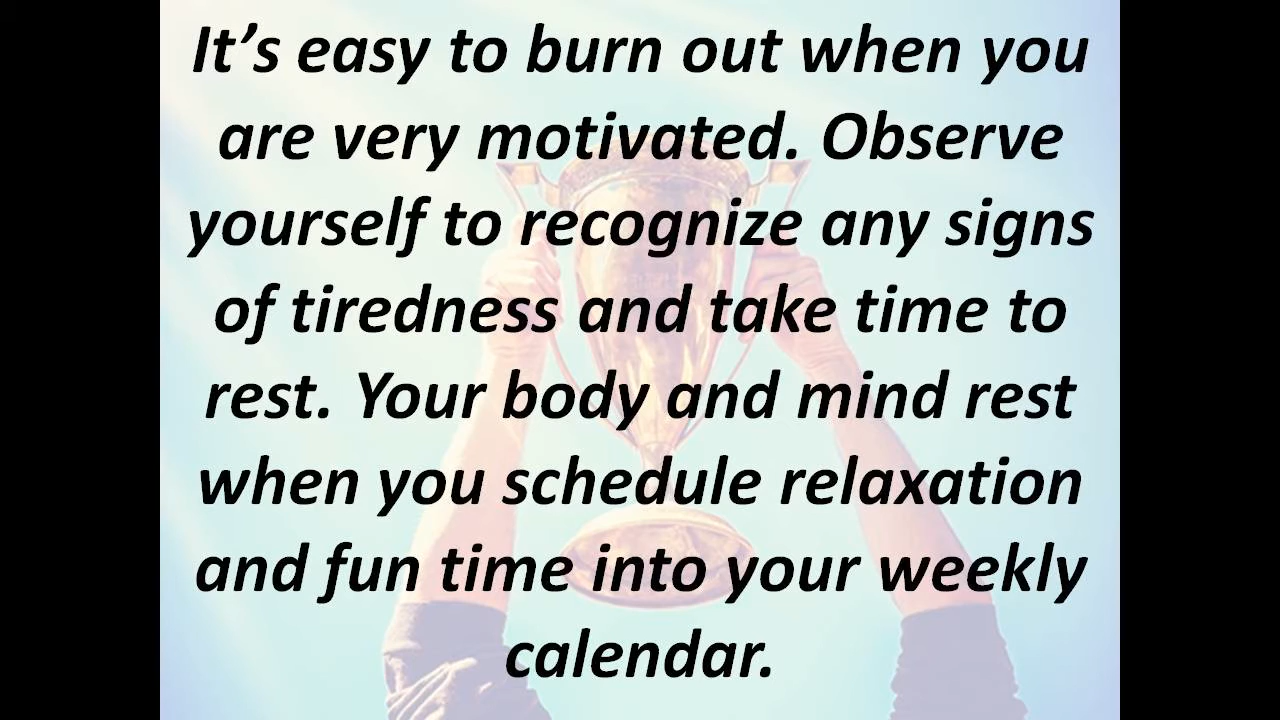 It’s easy to burn out when you
are very motivated. Observe
yourself to recognize any signs
of tiredness and take time to
rest. Your body and mind rest
when you schedule relaxation
and fun time into your weekly
calendar.